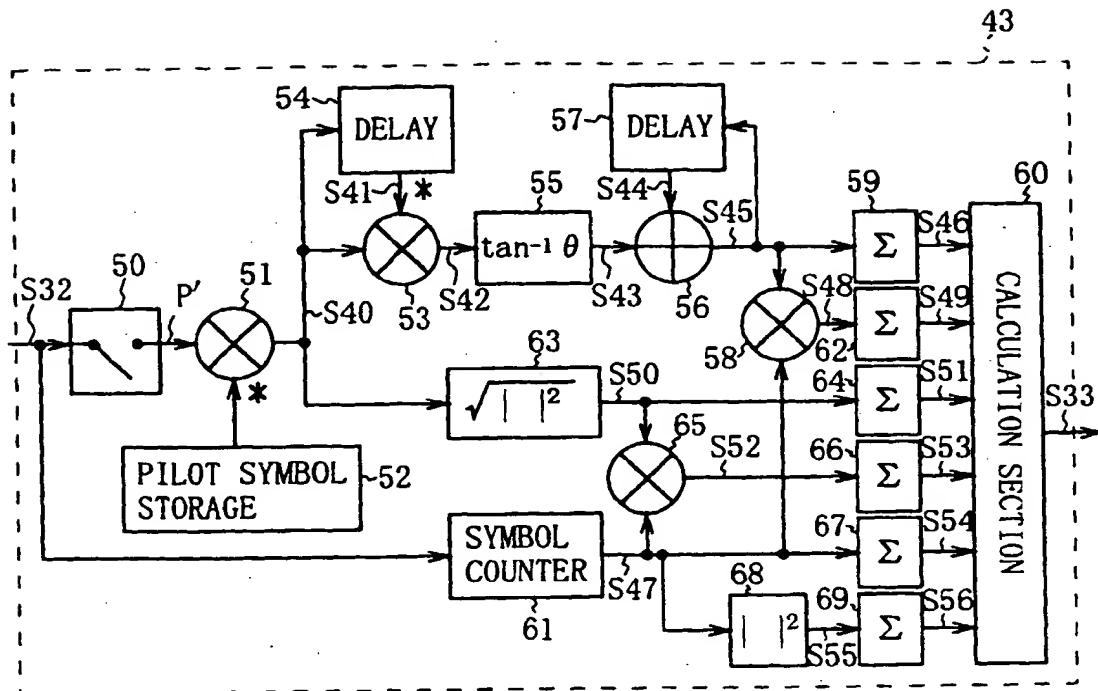 43
54
DELAY
57
DELAY
S41 *
S44
55
59
60
S32
50
P'
51
S42
tan⁻¹ θ
S43
S45
Σ
S46
53
56
S40
S48
58
62
Σ
S49
CALCULATION SECTION
*
63
√| |²
S50
64
Σ
S51
S33
PILOT SYMBOL
STORAGE
52
65
S52
66
Σ
S53
SYMBOL
COUNTER
61
S47
67
Σ
S54
68
| |²
S55
69
Σ
S56